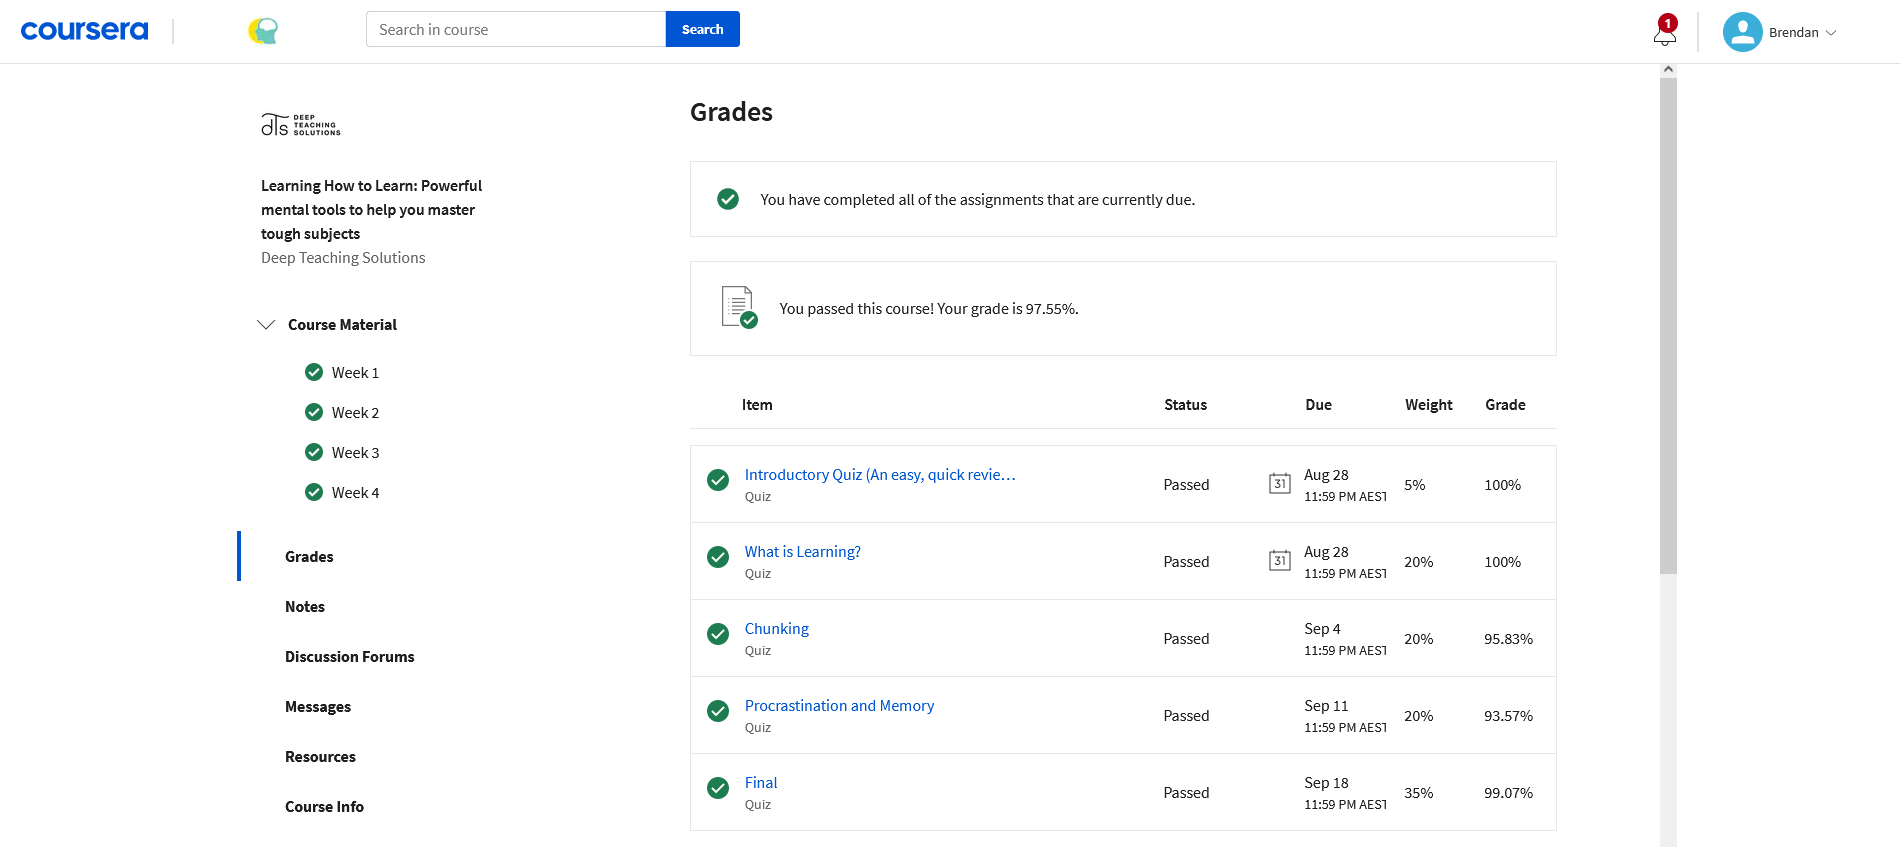 coursera
Search in course
Search
1
Brendan
dTs DEEP TEACHING SOLUTIONS
Learning How to Learn: Powerful
mental tools to help you master
tough subjects
Deep Teaching Solutions
Course Material
Week 1
Week 2
Week 3
Week 4
Grades
Notes
Discussion Forums
Messages
Resources
Course Info
Grades
You have completed all of the assignments that are currently due.
You passed this course! Your grade is 97.55%.
Item Status Due Weight Grade
Introductory Quiz (An easy, quick revie…
Quiz
Passed
31
Aug 28
11:59 PM AEST
5%
100%
What is Learning?
Quiz
Passed
31
Aug 28
11:59 PM AEST
20%
100%
Chunking
Quiz
Passed
Sep 4
11:59 PM AEST
20%
95.83%
Procrastination and Memory
Quiz
Passed
Sep 11
11:59 PM AEST
20%
93.57%
Final
Quiz
Passed
Sep 18
11:59 PM AEST
35%
99.07%